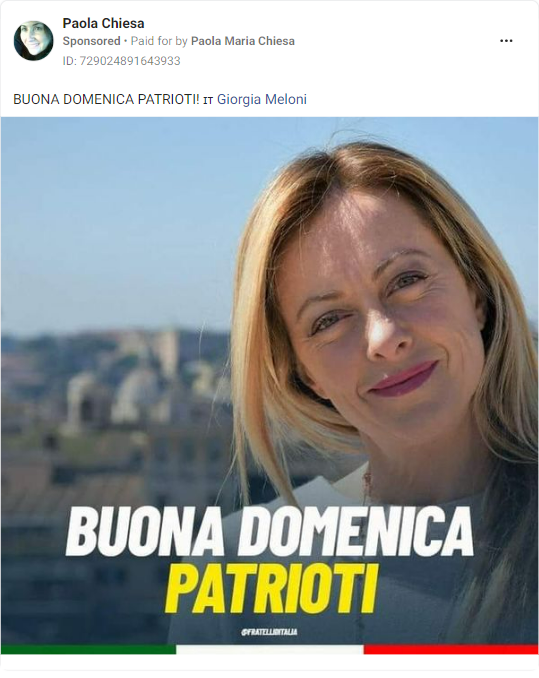 Paola Chiesa
Sponsored • Paid for by Paola Maria Chiesa
ID: 729024891643933
BUONA DOMENICA PATRIOTI! IT Giorgia Meloni
BUONA DOMENICA
PATRIOTI
@FRATELLIDITALIA